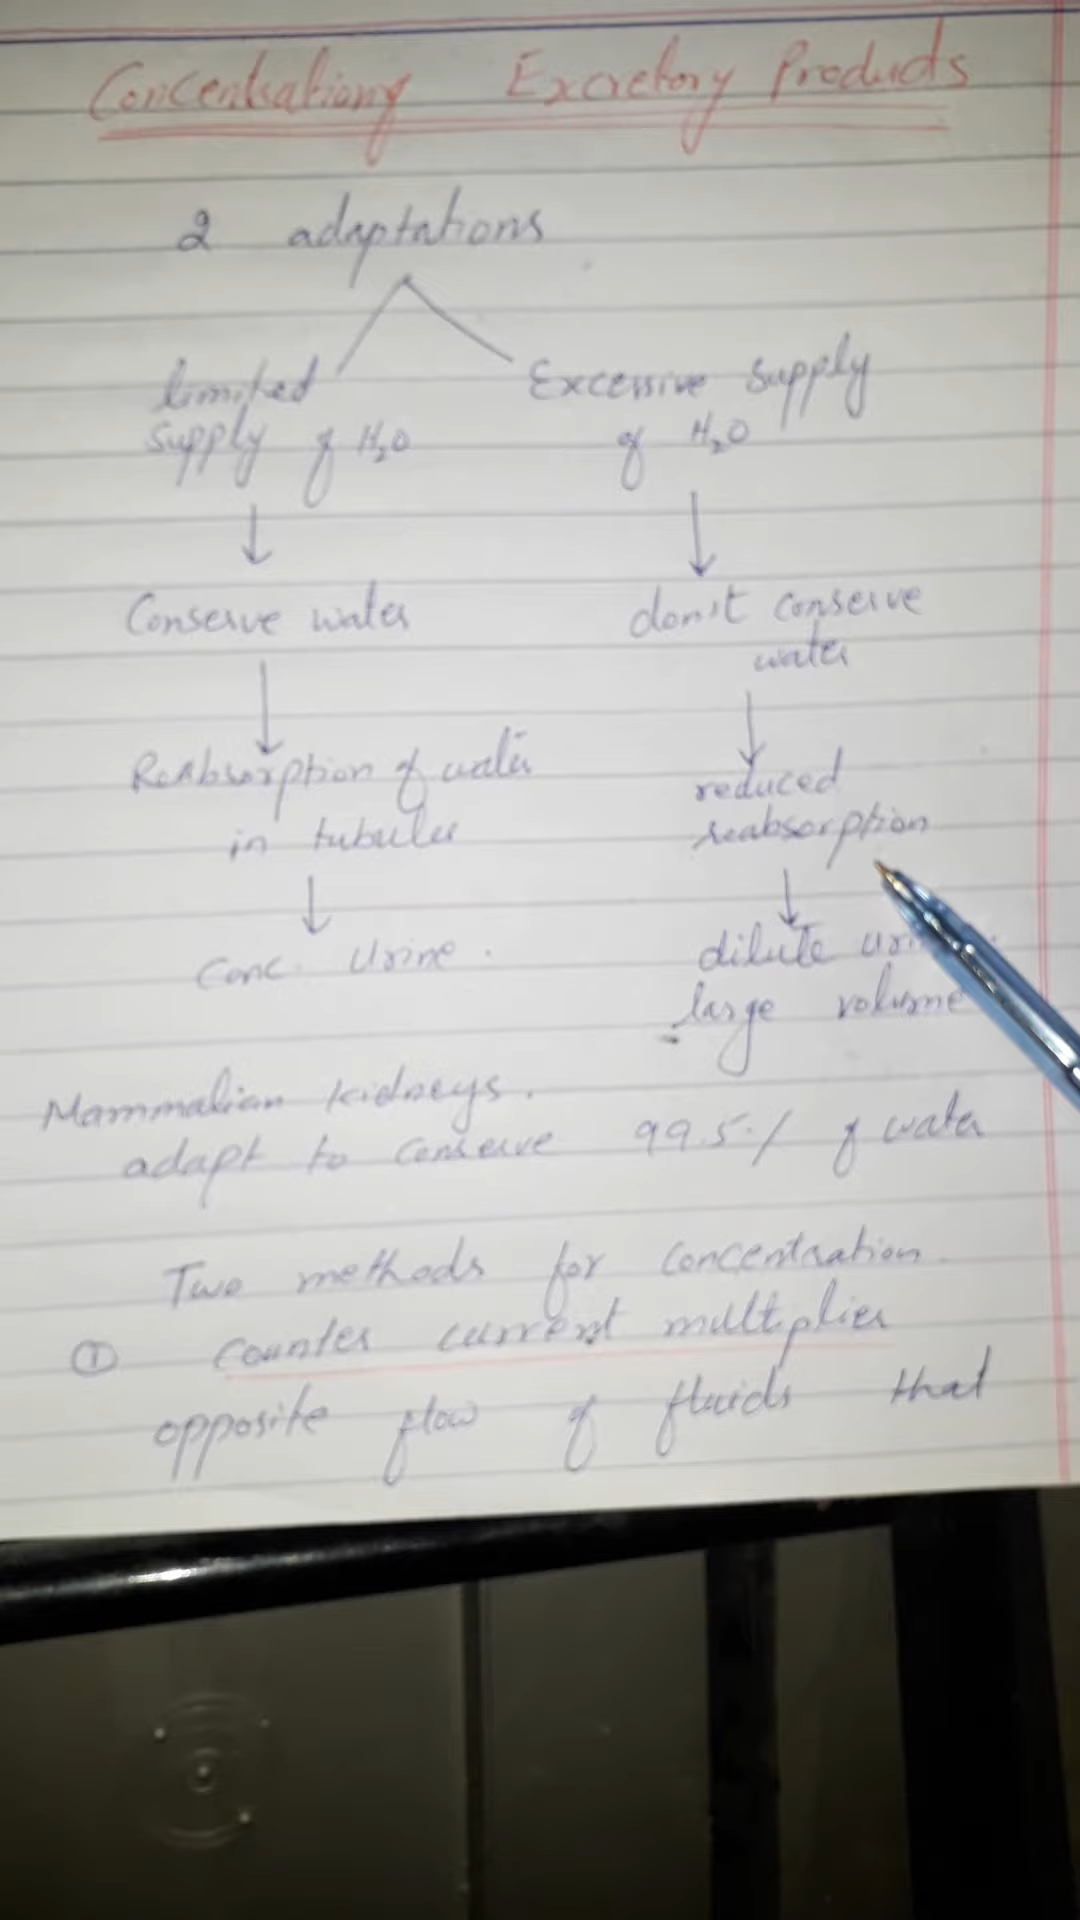 Concentration of Excretory Products
2 adaptations
limited
supply of H₂O
Excessive supply
of H₂O
Conserve water
don't conserve
water
Reabsorption of water
in tubules
reduced
reabsorption
Conc. Urine.
dilute
large volume
Mammalian kidneys.
adapt to conserve 99.5% of water
Two methods for concentration.
① counter current multiplier
opposite flow of fluids that